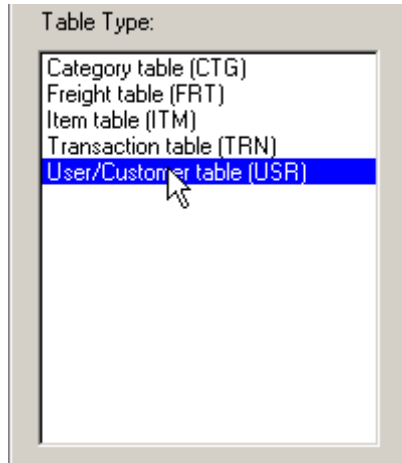 Table Type:
Category table (CTG)
Freight table (FRT)
Item table (ITM)
Transaction table (TRN)
User/Customer table (USR)